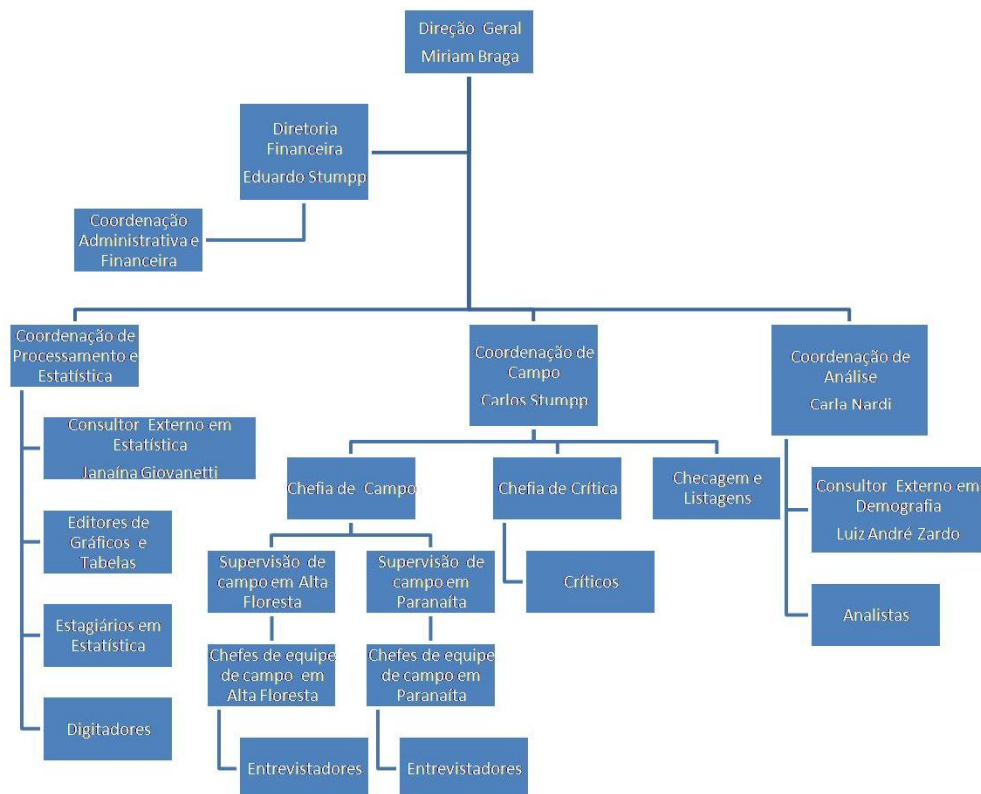 Direção Geral
Miriam Braga
Diretoria
Financeira
Eduardo Stumpp
Coordenação
Administrativa e
Financeira
Coordenação de
Processamento e
Estatística
Consultor Externo em
Estatística
Janaína Giovanetti
Editores de
Gráficos e
Tabelas
Estagiários em
Estatística
Digitadores
Coordenação de
Campo
Carlos Stumpp
Chefia de Campo
Supervisão de
campo em Alta
Floresta
Chefes de equipe
de campo em
Alta Floresta
Entrevistadores
Supervisão de
campo em
Paranaíta
Chefes de equipe
de campo em
Paranaíta
Entrevistadores
Chefia de Crítica
Críticos
Checagem e
Listagens
Coordenação de
Análise
Carla Nardi
Consultor Externo em
Demografia
Luiz André Zardo
Analistas